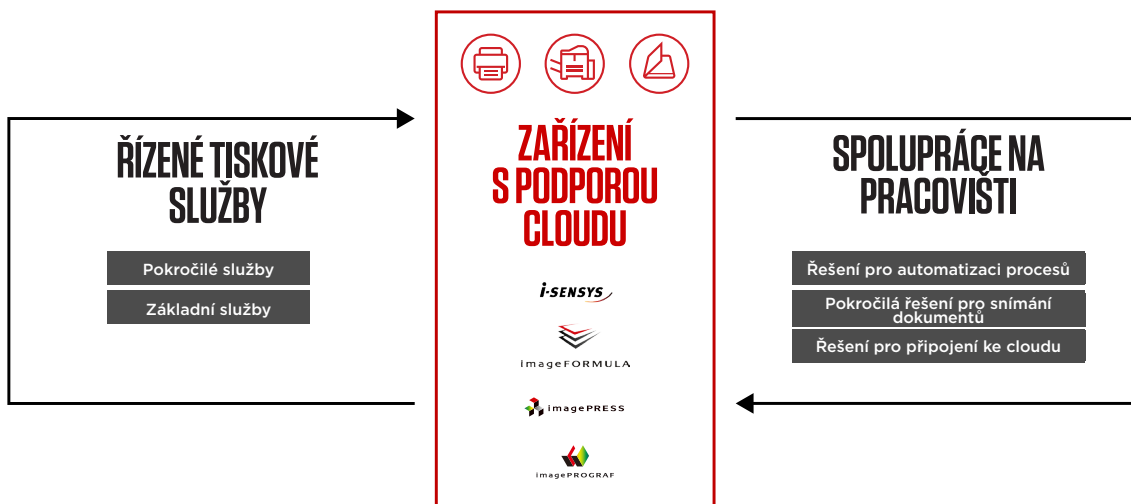 ŘÍZENÉ TISKOVÉ
SLUŽBY
Pokročilé služby
Základní služby
ZAŘÍZENÍ
S PODPOROU
CLOUDU
i-SENSYS
imageFORMULA
imagePRESS
imagePROGRAF
SPOLUPRÁCE NA
PRACOVIŠTI
Řešení pro automatizaci procesů
Pokročilá řešení pro snímání
dokumentů
Řešení pro připojení ke cloudu